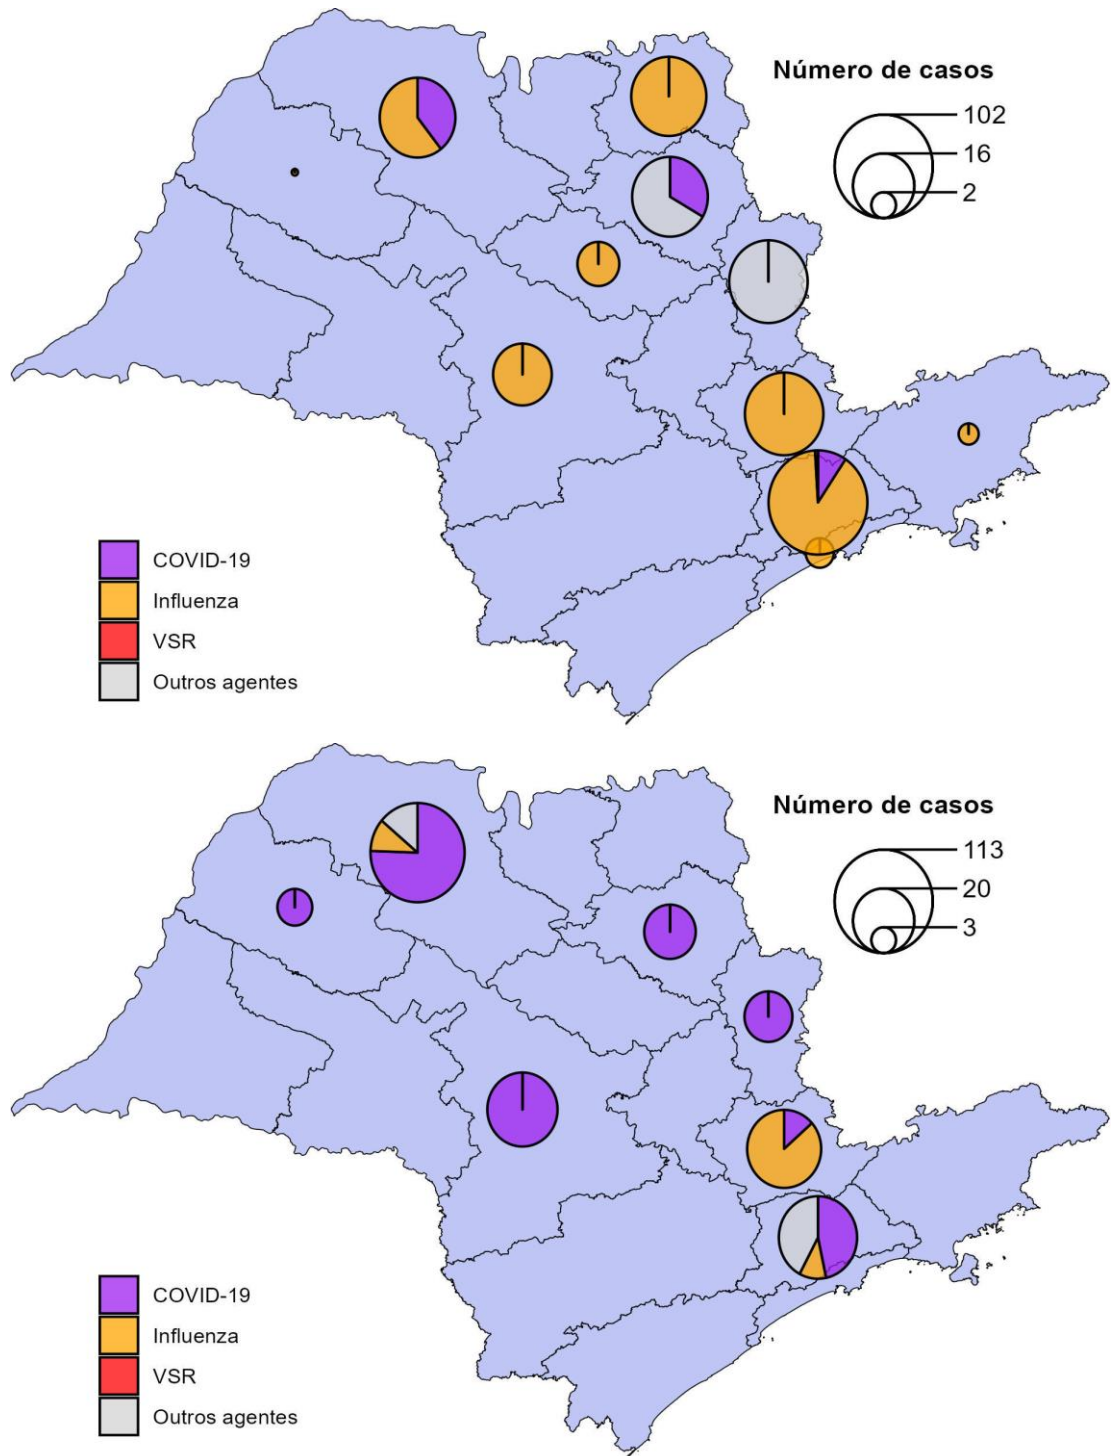 Número de casos
102
16
2
COVID-19
Influenza
VSR
Outros agentes
Número de casos
113
20
3
COVID-19
Influenza
VSR
Outros agentes